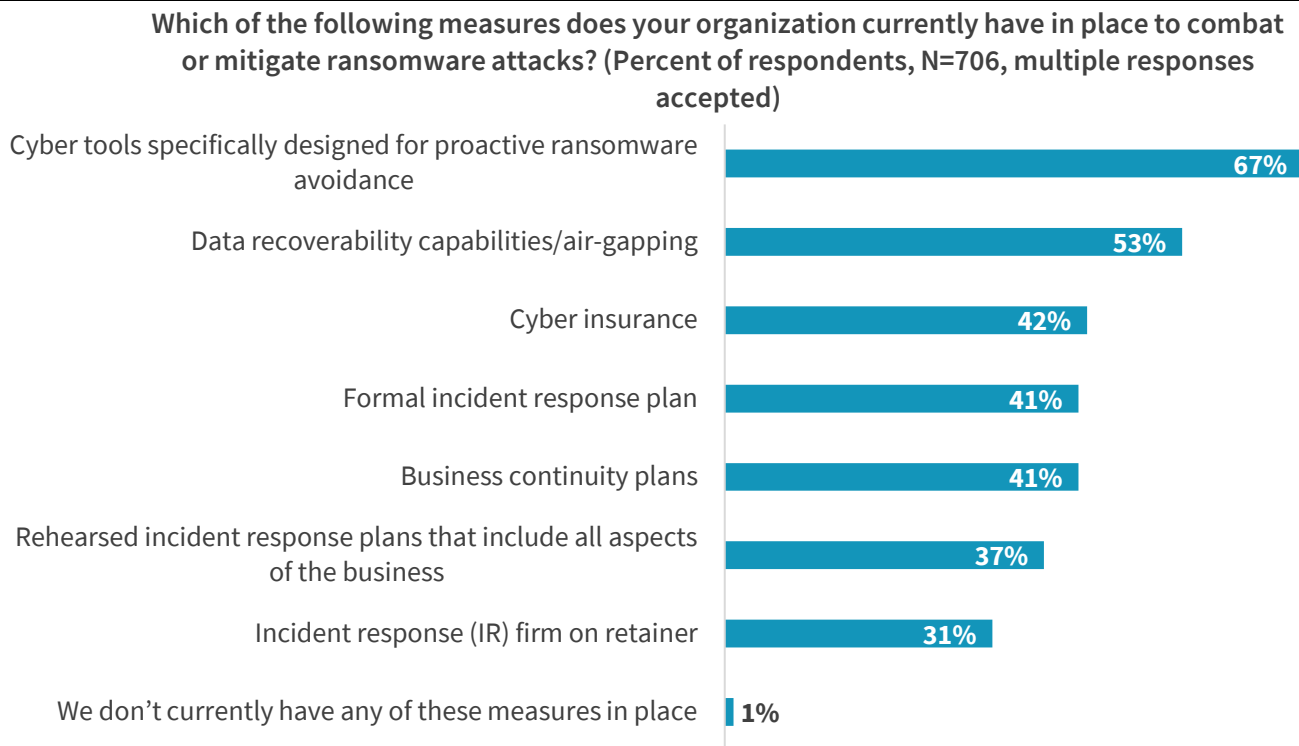 Which of the following measures does your organization currently have in place to combat
or mitigate ransomware attacks? (Percent of respondents, N=706, multiple responses
accepted)
Cyber tools specifically designed for proactive ransomware
avoidance
67%
Data recoverability capabilities/air-gapping
53%
Cyber insurance
42%
Formal incident response plan
41%
Business continuity plans
41%
Rehearsed incident response plans that include all aspects
of the business
37%
Incident response (IR) firm on retainer
31%
We don’t currently have any of these measures in place
1%